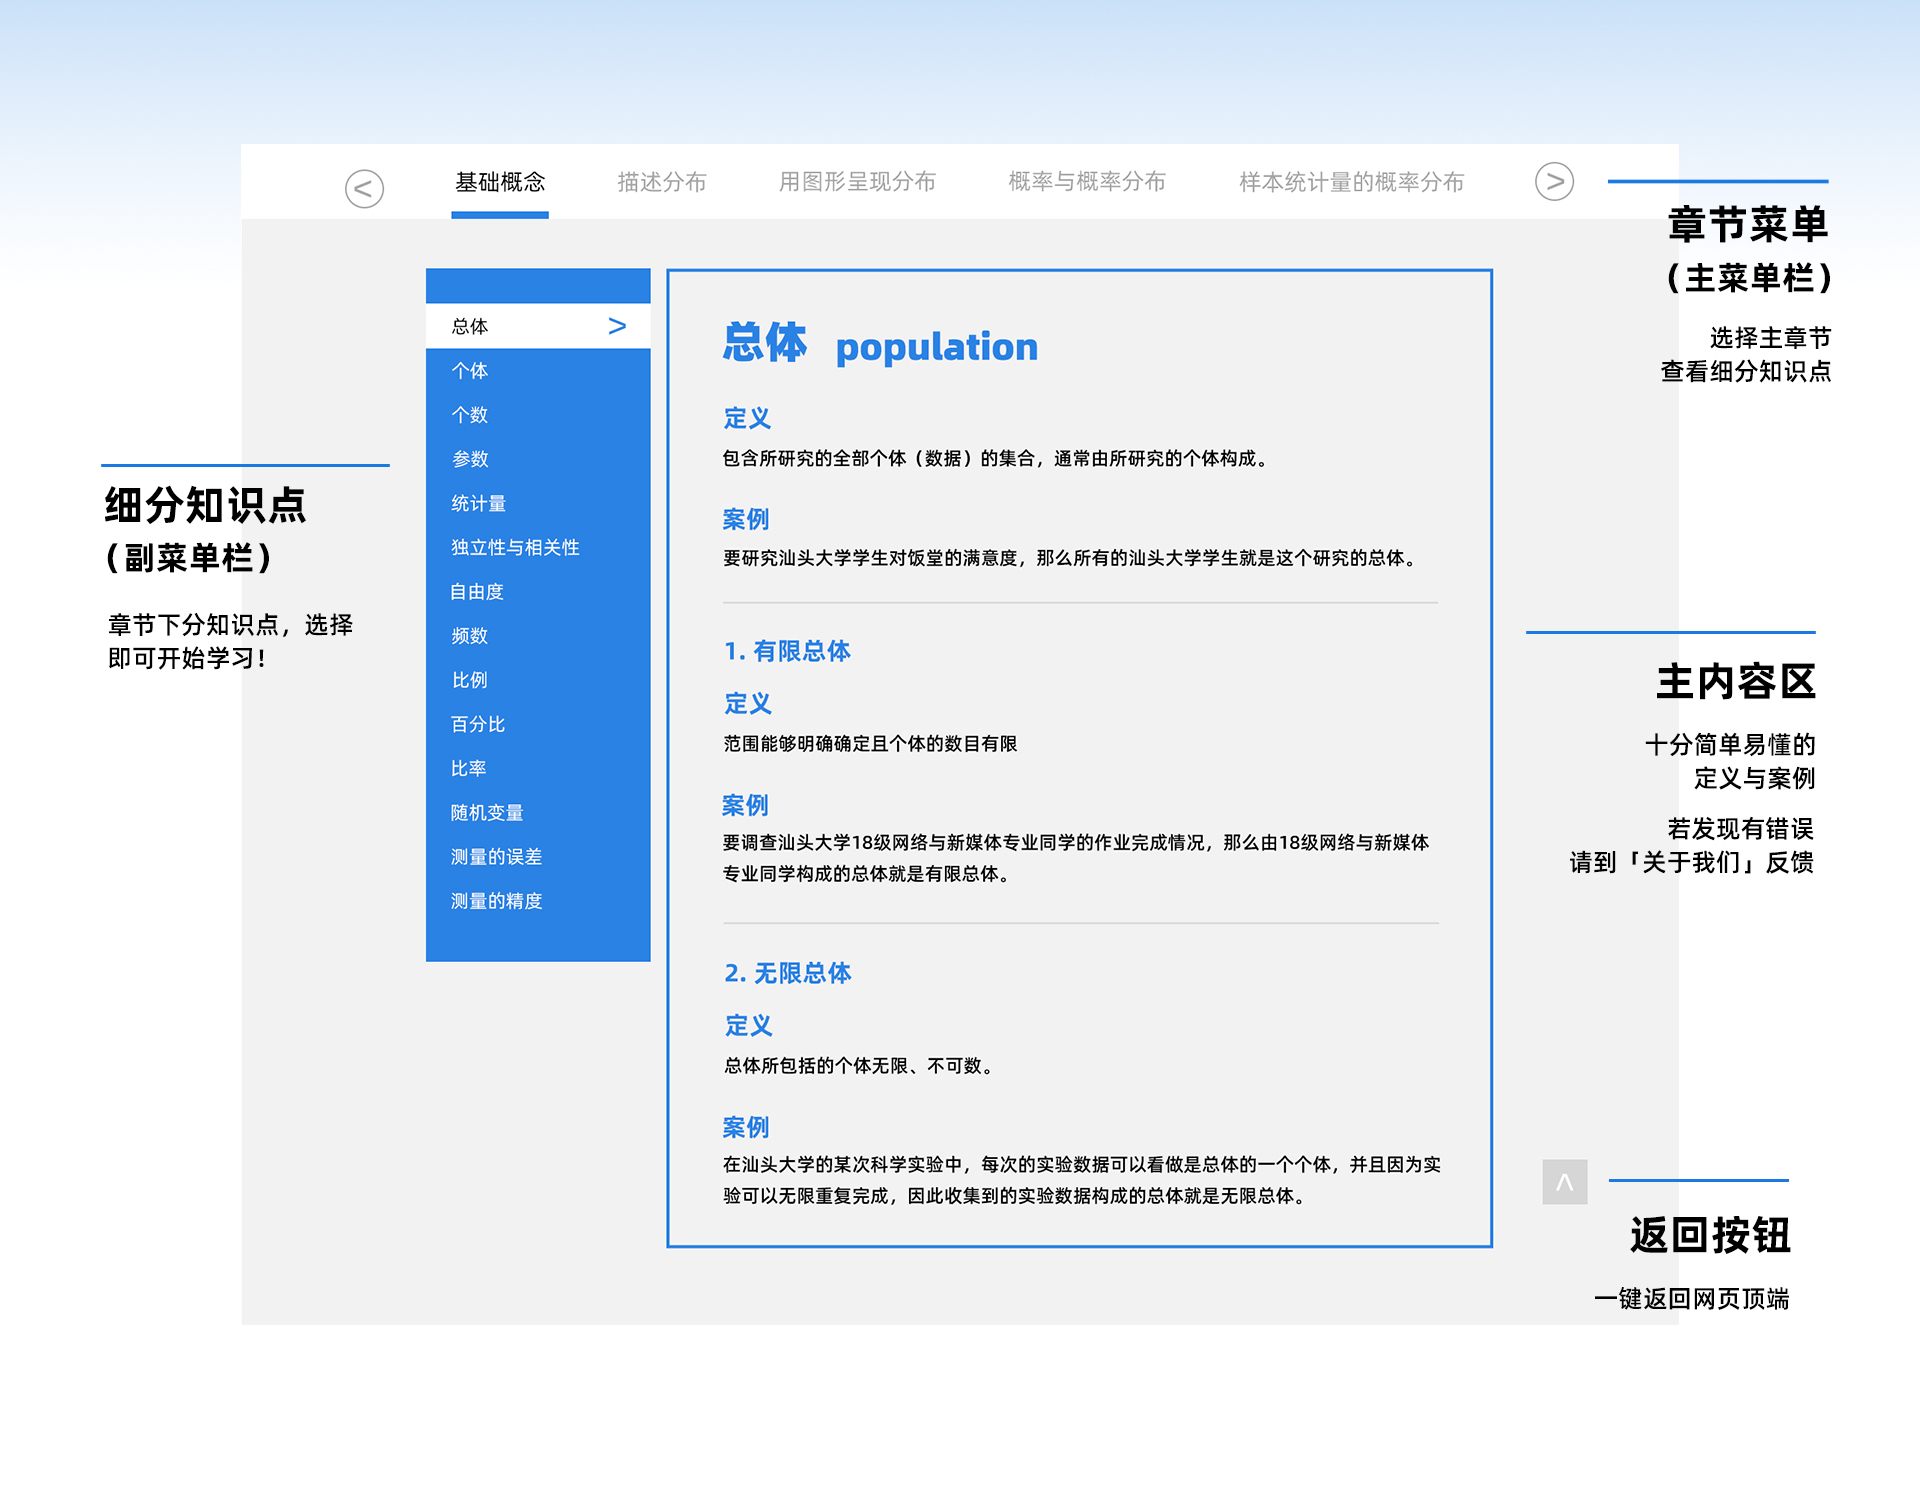 < 基础概念 描述分布 用图形呈现分布 概率与概率分布 样本统计量的概率分布 >
章节菜单
（主菜单栏）
选择主章节
查看细分知识点
细分知识点
（副菜单栏）
章节下分知识点，选择
即可开始学习！
总体 >
个体
个数
参数
统计量
独立性与相关性
自由度
频数
比例
百分比
比率
随机变量
测量的误差
测量的精度
总体 population
定义
包含所研究的全部个体（数据）的集合，通常由所研究的个体构成。
案例
要研究汕头大学学生对饭堂的满意度，那么所有的汕头大学学生就是这个研究的总体。
1. 有限总体
定义
范围能够明确确定且个体的数目有限
案例
要调查汕头大学18级网络与新媒体专业同学的作业完成情况，那么由18级网络与新媒体
专业同学构成的总体就是有限总体。
2. 无限总体
定义
总体所包括的个体无限、不可数。
案例
在汕头大学的某次科学实验中，每次的实验数据可以看做是总体的一个个体，并且因为实
验可以无限重复完成，因此收集到的实验数据构成的总体就是无限总体。
主内容区
十分简单易懂的
定义与案例
若发现有错误
请到「关于我们」反馈
返回按钮
一键返回网页顶端